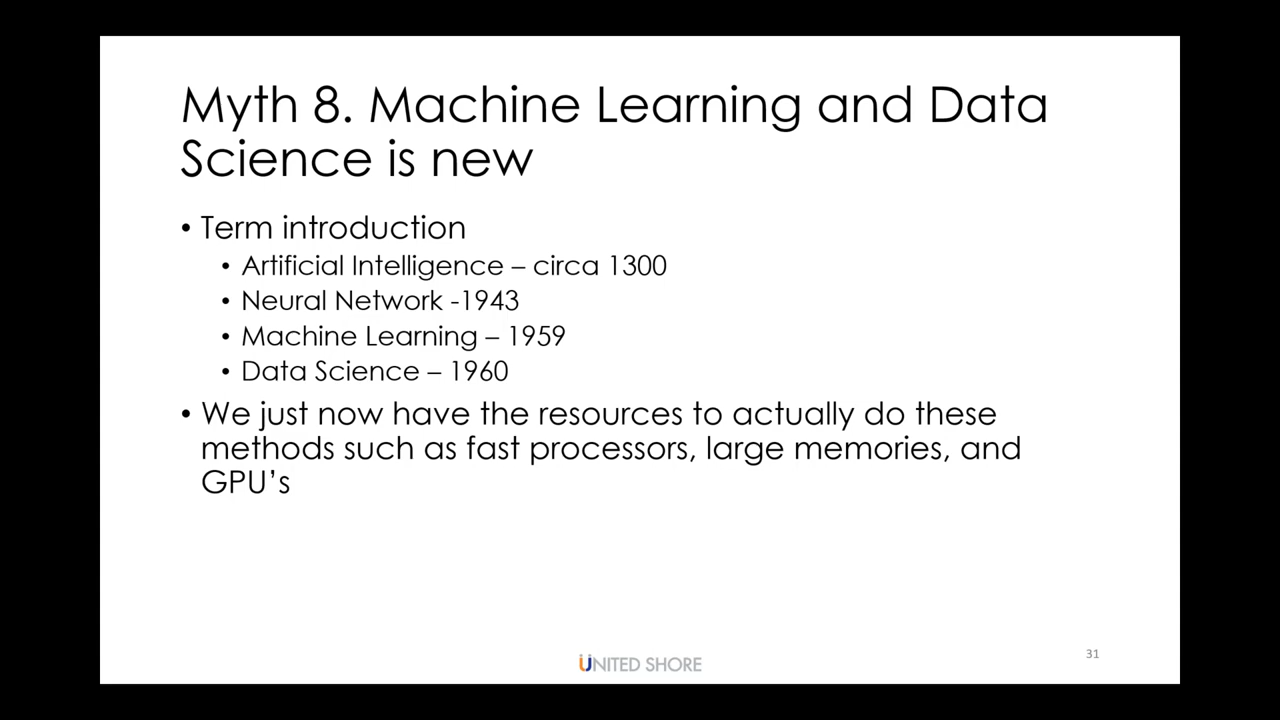 Myth 8. Machine Learning and Data
Science is new
• Term introduction
• Artificial Intelligence – circa 1300
• Neural Network -1943
• Machine Learning – 1959
• Data Science – 1960
• We just now have the resources to actually do these
methods such as fast processors, large memories, and
GPU’s
UNITED SHORE
31